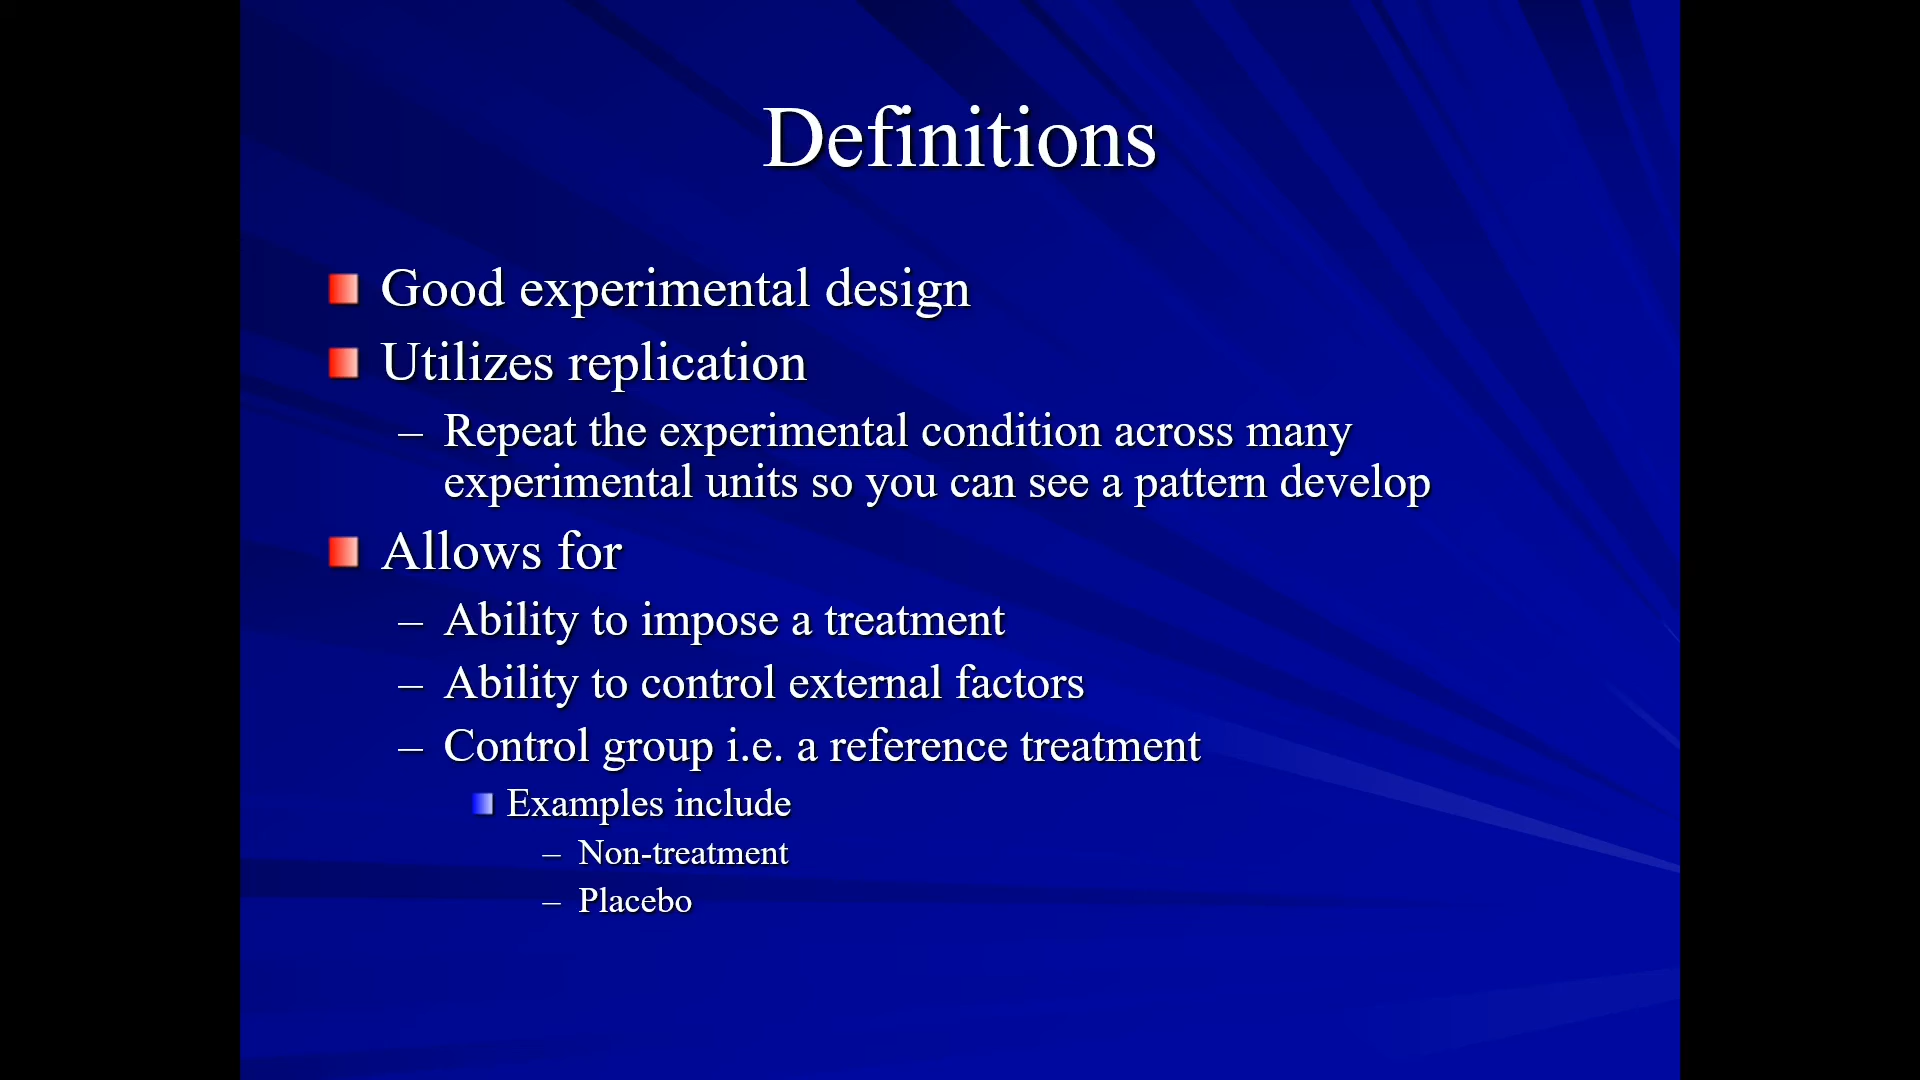 Definitions
Good experimental design
Utilizes replication
– Repeat the experimental condition across many
experimental units so you can see a pattern develop
Allows for
– Ability to impose a treatment
– Ability to control external factors
– Control group i.e. a reference treatment
Examples include
– Non-treatment
– Placebo